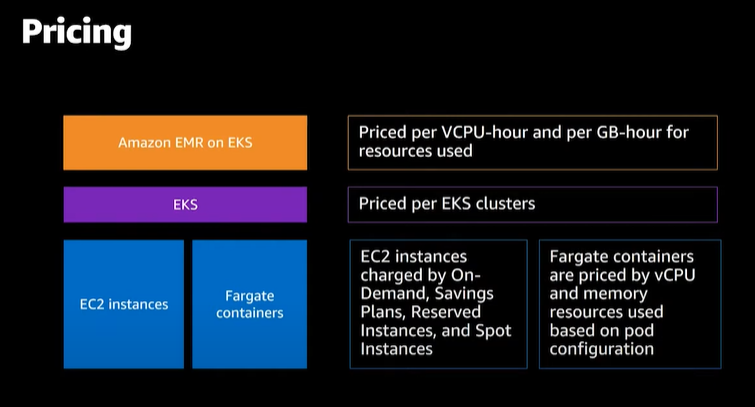 Pricing
Amazon EMR on EKS
Priced per VCPU-hour and per GB-hour for
resources used
EKS
Priced per EKS clusters
EC2 instances
Fargate
containers
EC2 instances
charged by On-
Demand, Savings
Plans, Reserved
Instances, and Spot
Instances
Fargate containers
are priced by vCPU
and memory
resources used
based on pod
configuration